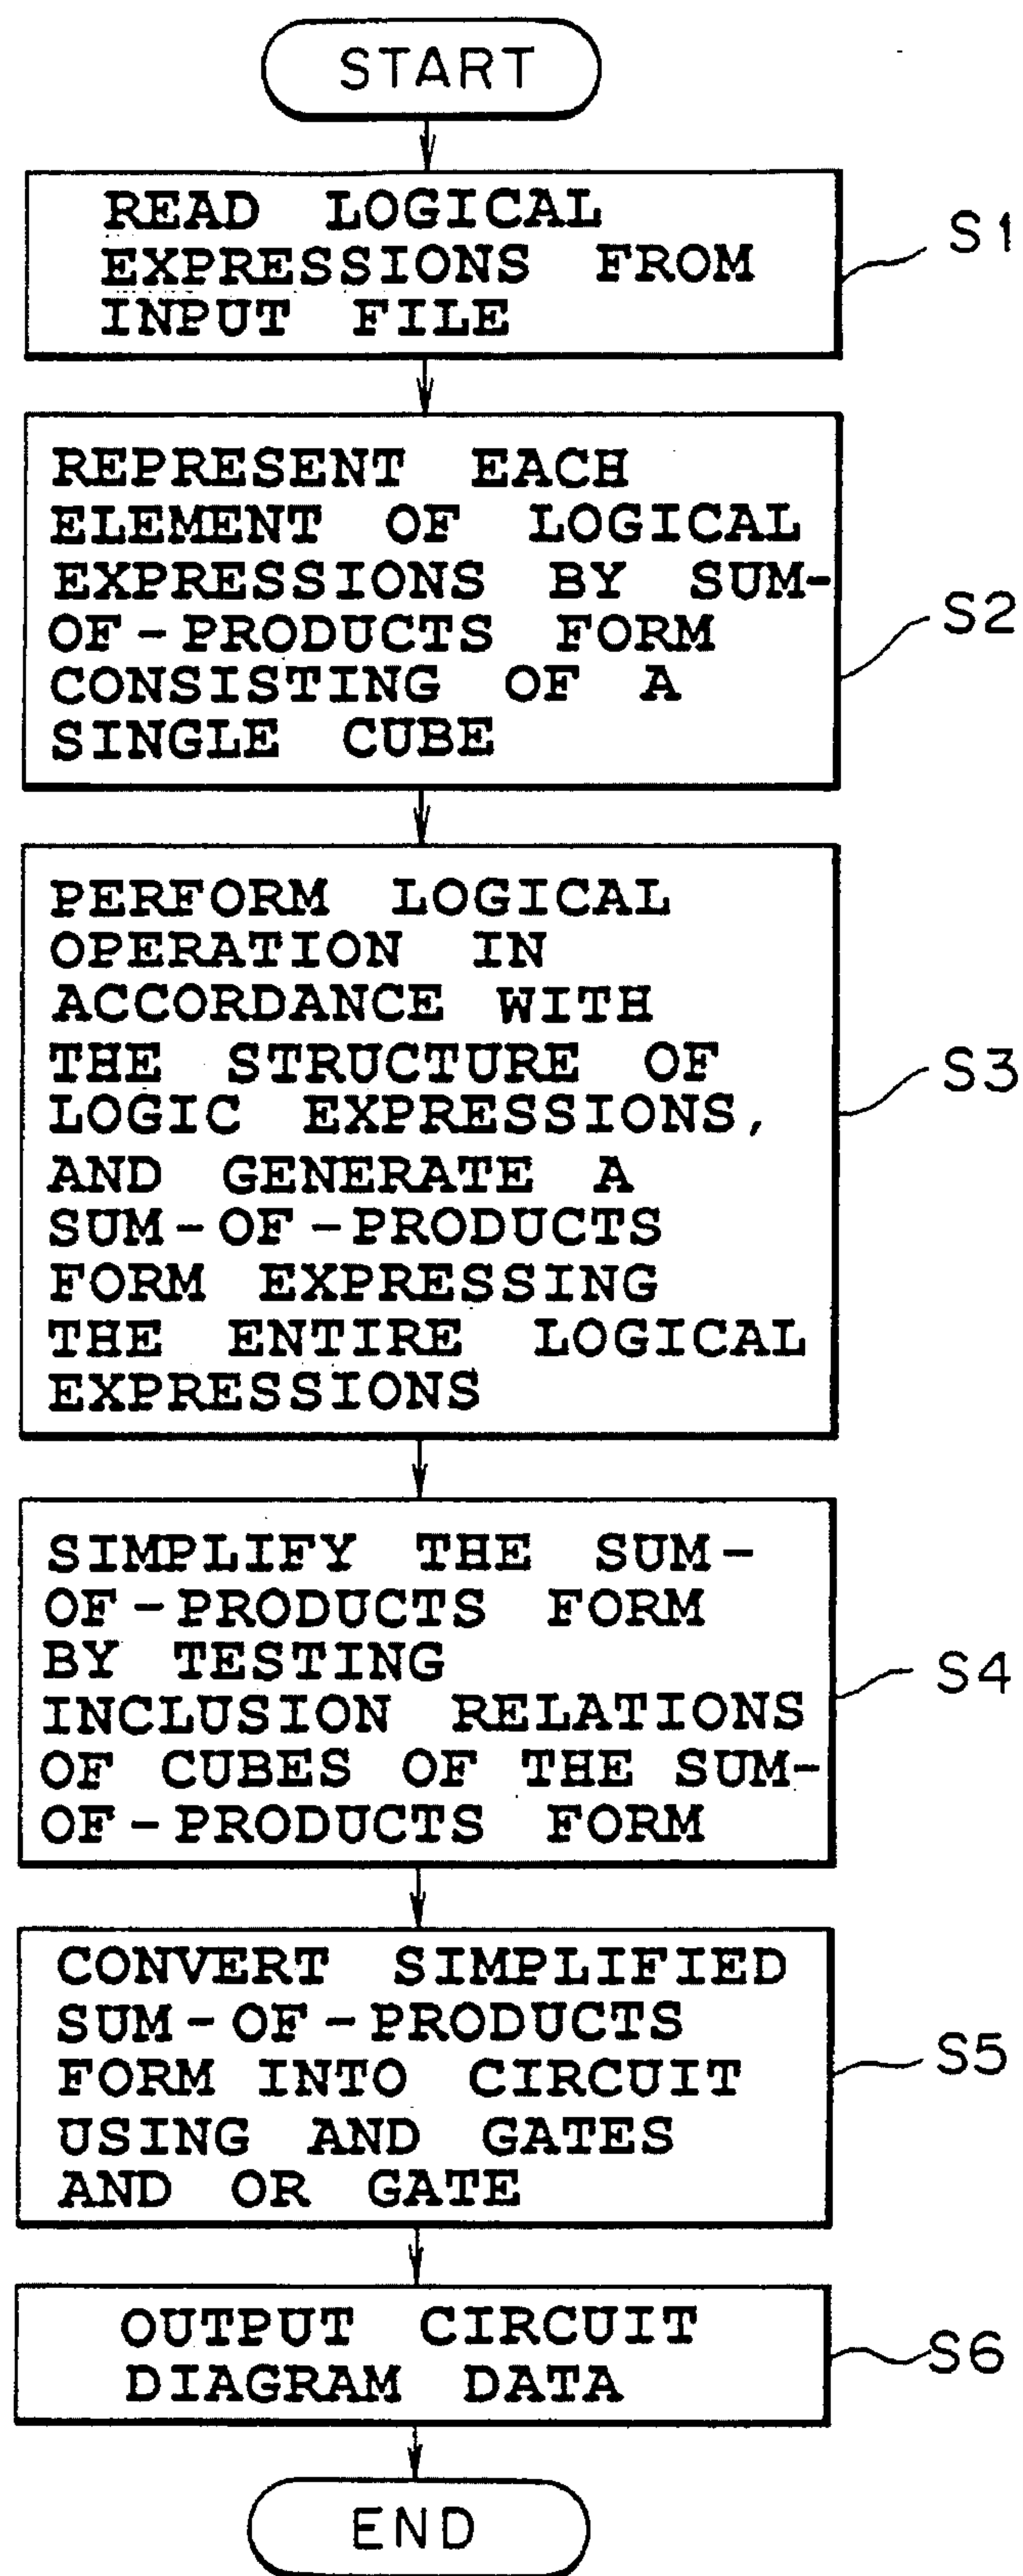 START
READ LOGICAL
EXPRESSIONS FROM
INPUT FILE
S1
REPRESENT EACH
ELEMENT OF LOGICAL
EXPRESSIONS BY SUM-
OF-PRODUCTS FORM
CONSISTING OF A
SINGLE CUBE
S2
PERFORM LOGICAL
OPERATION IN
ACCORDANCE WITH
THE STRUCTURE OF
LOGIC EXPRESSIONS,
AND GENERATE A
SUM-OF-PRODUCTS
FORM EXPRESSING
THE ENTIRE LOGICAL
EXPRESSIONS
S3
SIMPLIFY THE SUM-
OF-PRODUCTS FORM
BY TESTING
INCLUSION RELATIONS
OF CUBES OF THE SUM-
OF-PRODUCTS FORM
S4
CONVERT SIMPLIFIED
SUM-OF-PRODUCTS
FORM INTO CIRCUIT
USING AND GATES
AND OR GATE
S5
OUTPUT CIRCUIT
DIAGRAM DATA
S6
END